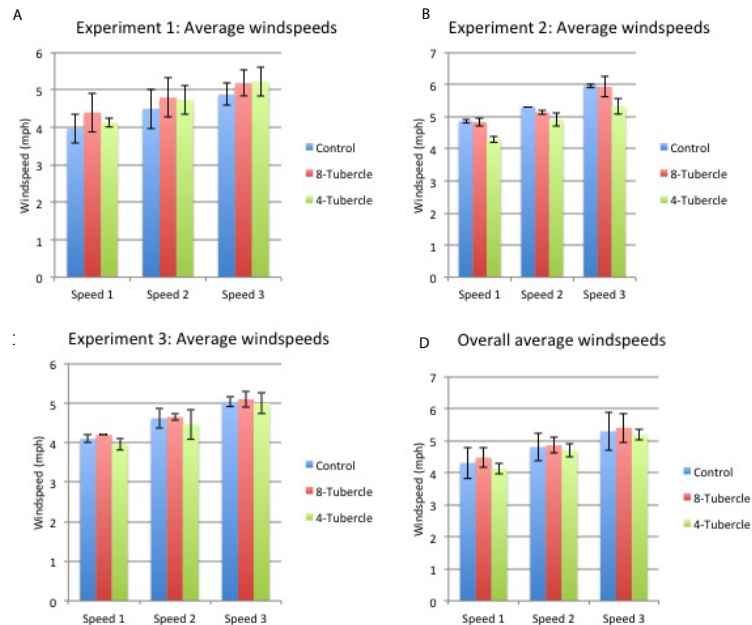 A
Experiment 1: Average windspeeds
6
5
4
3
2
1
0
Windspeed (mph)
Speed 1 Speed 2 Speed 3
Control
8-Tubercle
4-Tubercle
B
Experiment 2: Average windspeeds
7
6
5
4
3
2
1
0
Windspeed (mph)
Speed 1 Speed 2 Speed 3
Control
8-Tubercle
4-Tubercle
Experiment 3: Average windspeeds
6
5
4
3
2
1
0
Windspeed (mph)
Speed 1 Speed 2 Speed 3
Control
8-Tubercle
4-Tubercle
D
Overall average windspeeds
7
6
5
4
3
2
1
0
Windspeed (mph)
Speed 1 Speed 2 Speed 3
Control
8-Tubercle
4-Tubercle